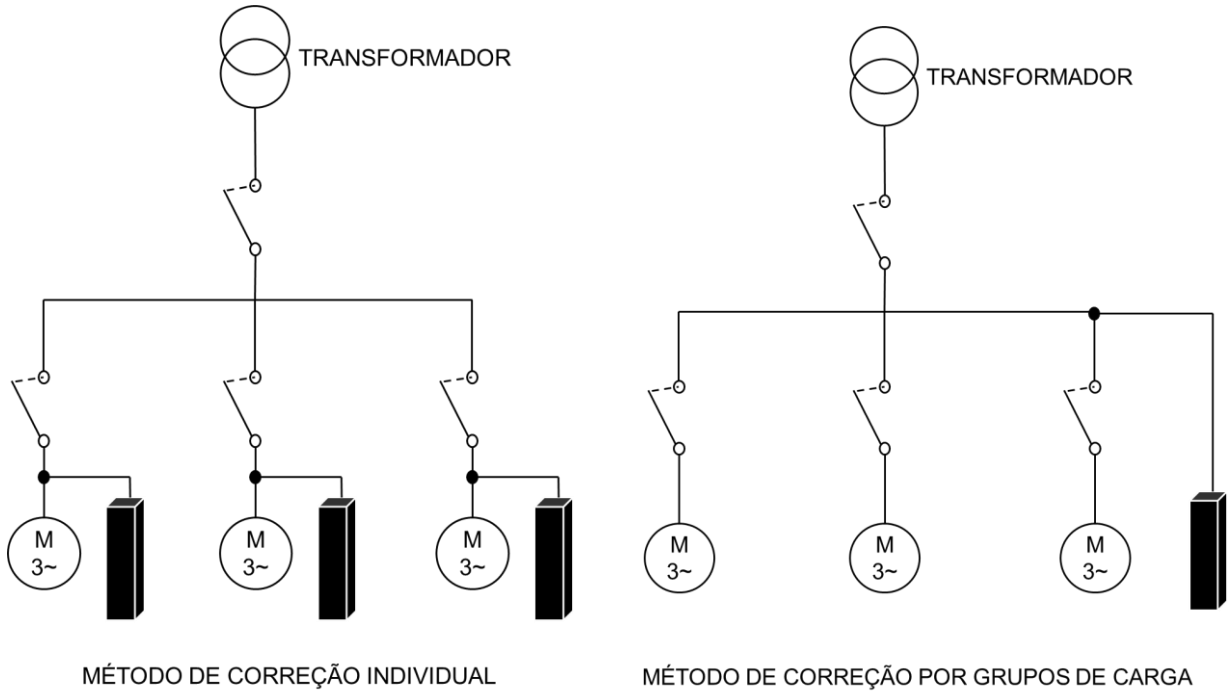 TRANSFORMADOR
M
3~
M
3~
M
3~
MÉTODO DE CORREÇÃO INDIVIDUAL
TRANSFORMADOR
M
3~
M
3~
M
3~
MÉTODO DE CORREÇÃO POR GRUPOS DE CARGA